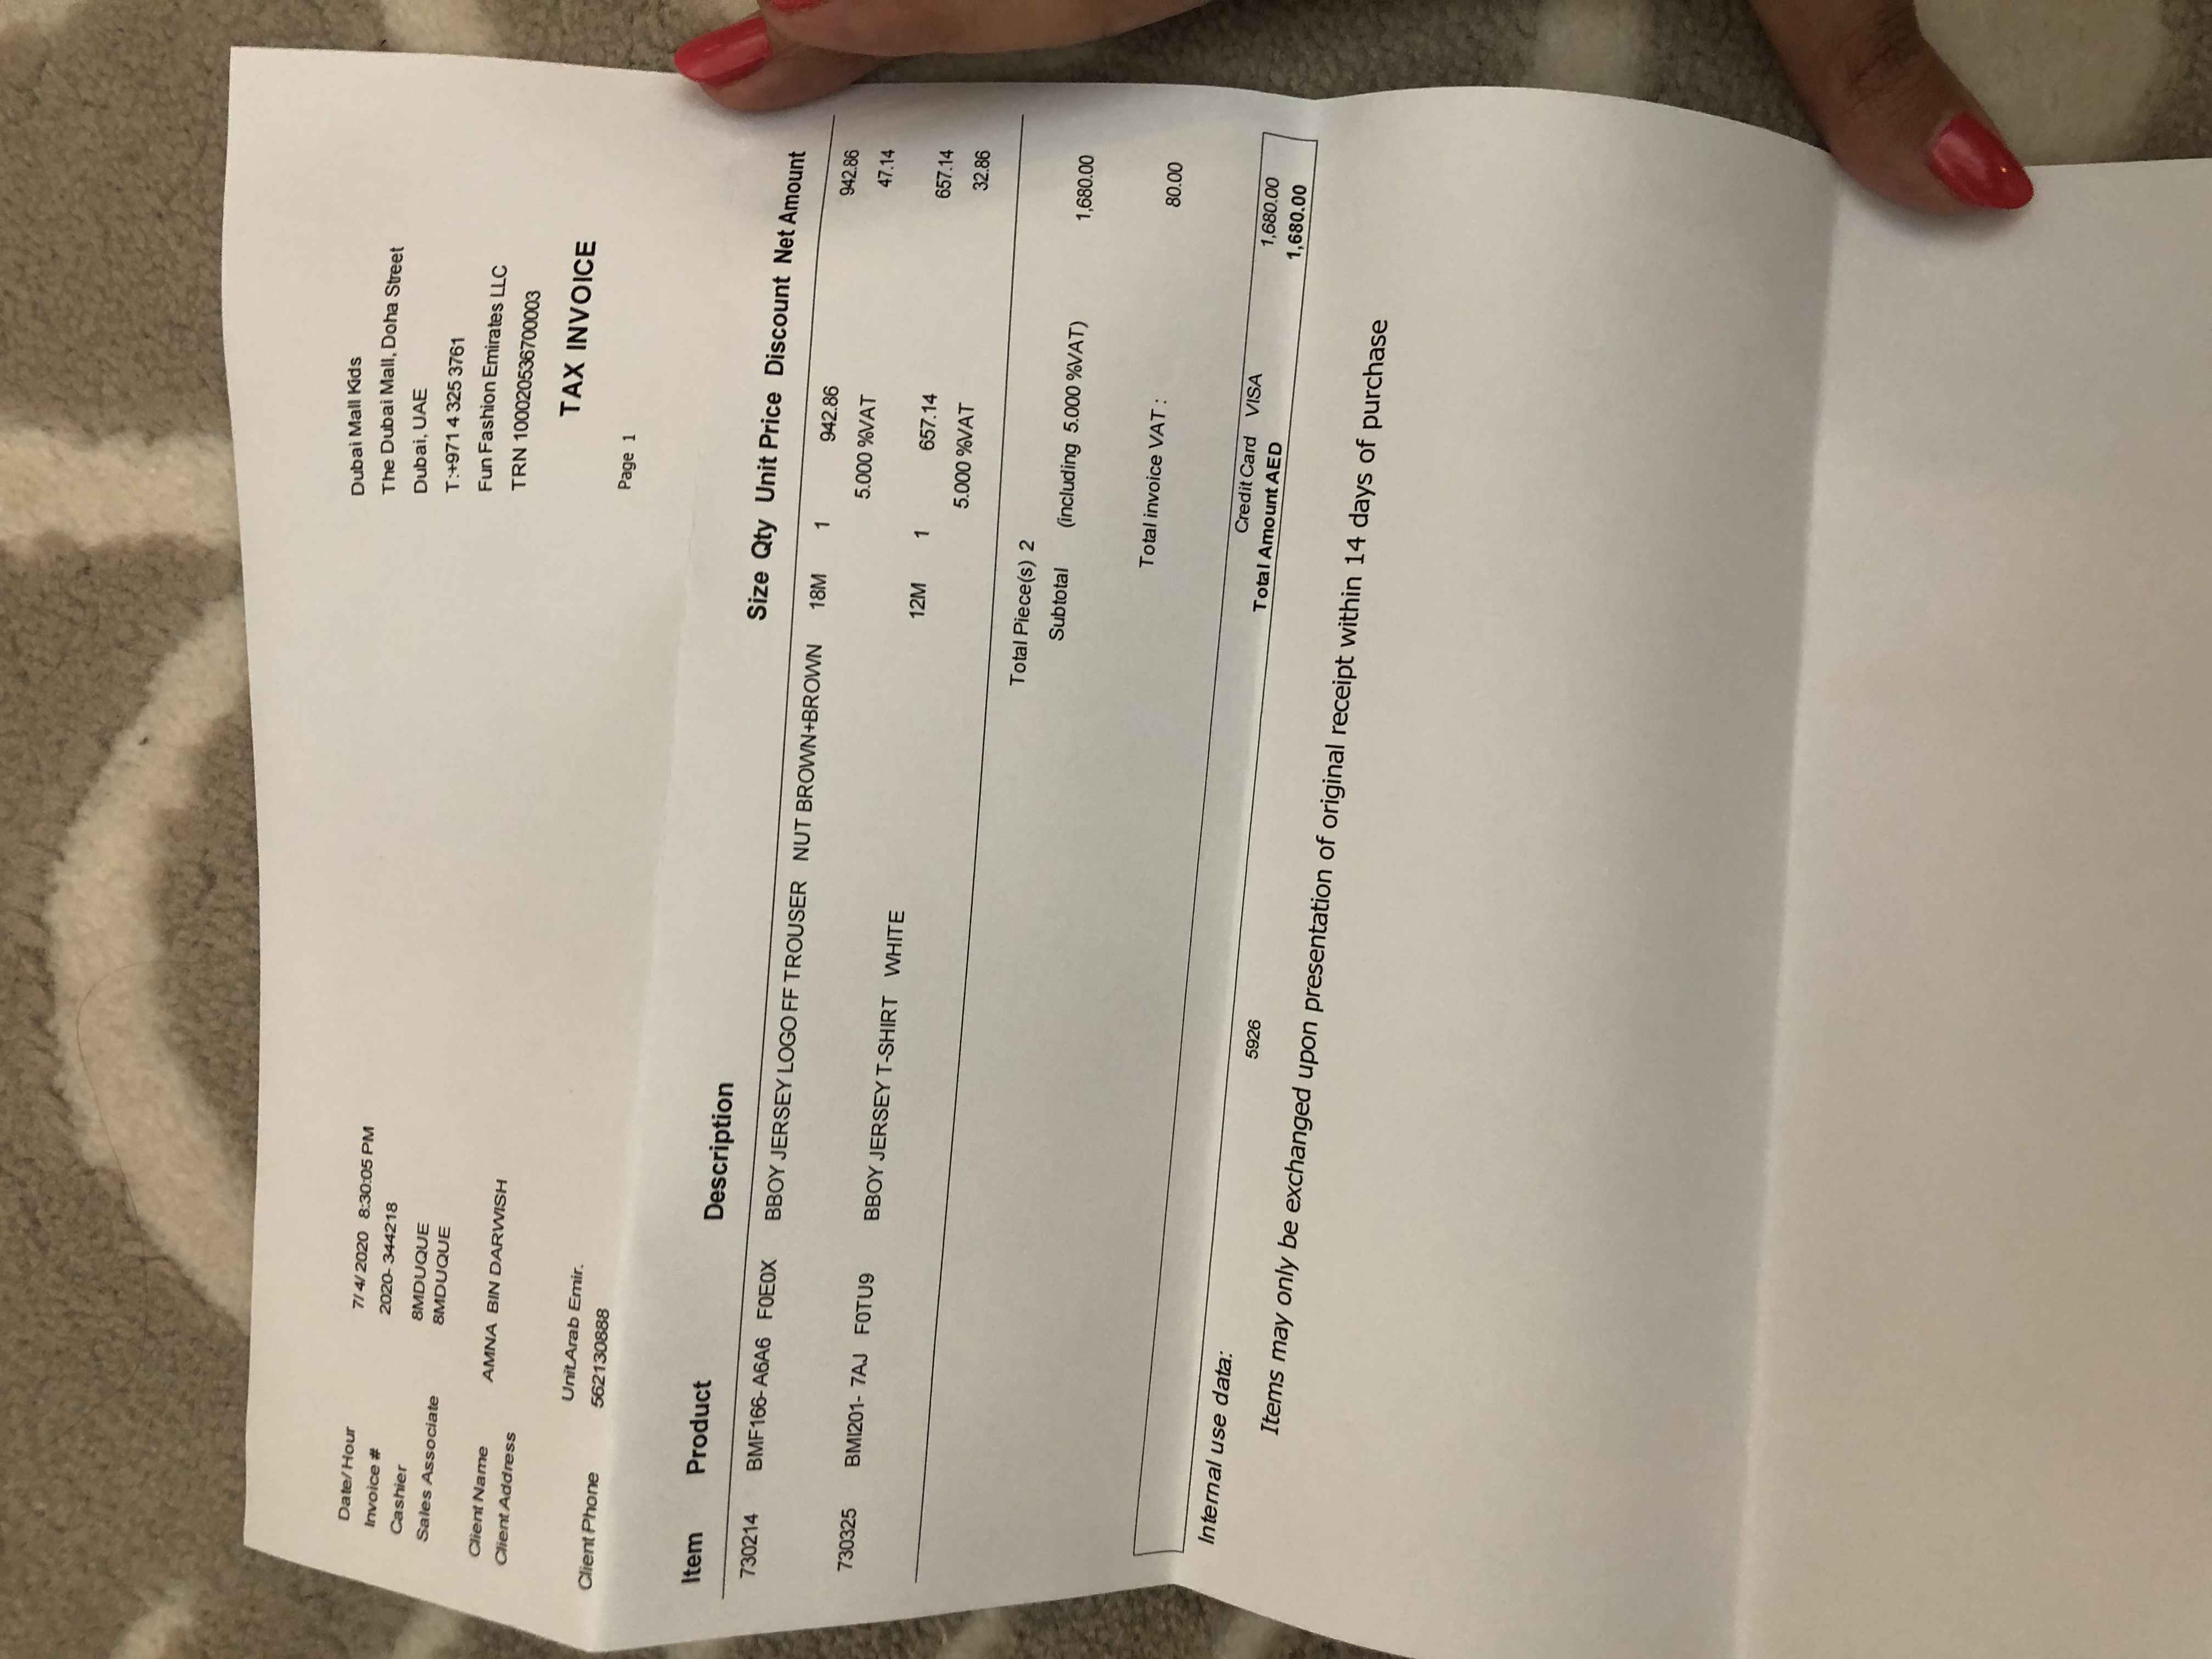 Date/ Hour 7/ 4/ 2020 8:30:05 PM
Invoice # 2020- 344218
Cashier 8MDUQUE
Sales Associate 8MDUQUE
Client Name AMNA BIN DARWISH
Client Address
Unit.Arab Emir.
Client Phone 562130888
Dubai Mall Kids
The Dubai Mall, Doha Street
Dubai, UAE
T:+971 4 325 3761
Fun Fashion Emirates LLC
TRN 100020536700003
TAX INVOICE
Page 1
Item Product Description Size Qty Unit Price Discount Net Amount
730214 BMF166- A6A6 F0E0X BBOY JERSEY LOGO FF TROUSER NUT BROWN+BROWN 18M 1 942.86 942.86
5.000 %VAT 47.14
730325 BMI201- 7AJ F0TU9 BBOY JERSEY T-SHIRT WHITE 12M 1 657.14 657.14
5.000 %VAT 32.86
Total Piece(s) 2
Subtotal (including 5.000 %VAT) 1,680.00
Total invoice VAT : 80.00
Credit Card VISA 1,680.00
Total Amount AED 1,680.00
Internal use data: 5926
Items may only be exchanged upon presentation of original receipt within 14 days of purchase